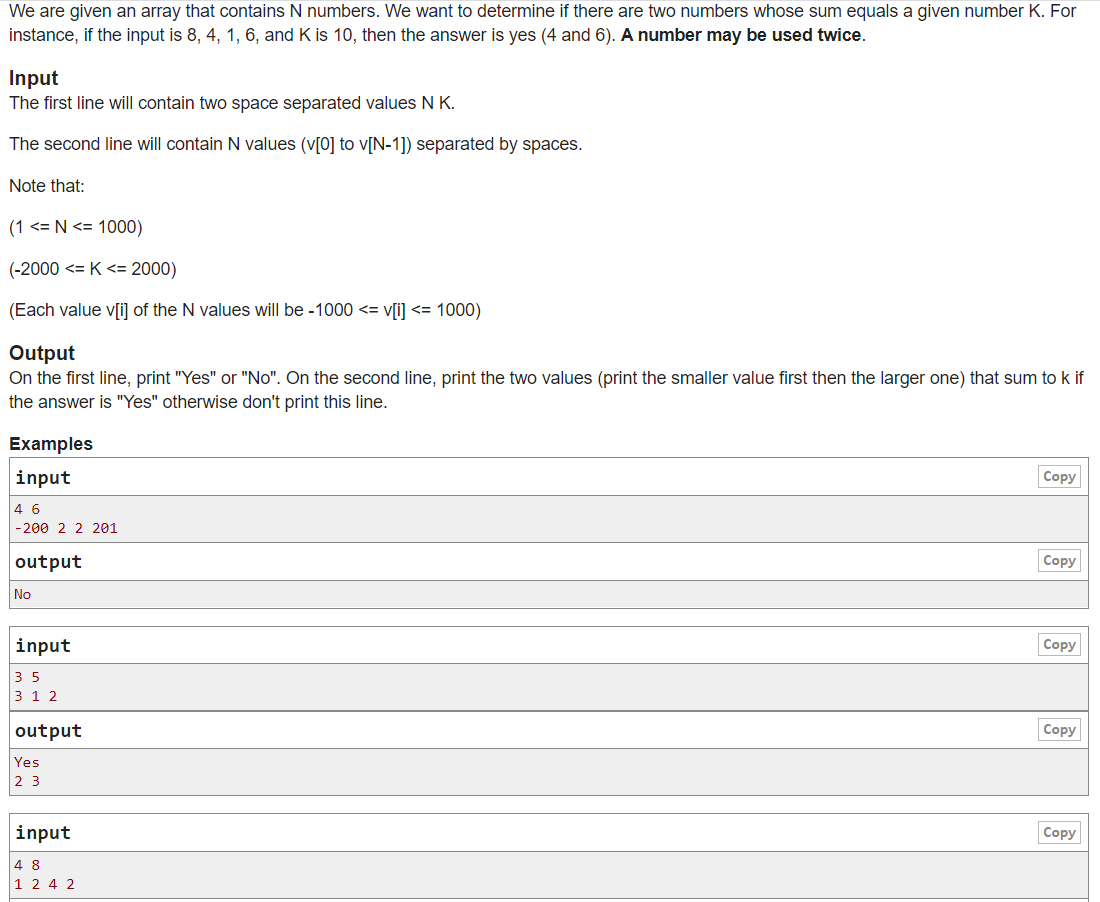 We are given an array that contains N numbers. We want to determine if there are two numbers whose sum equals a given number K. For
instance, if the input is 8, 4, 1, 6, and K is 10, then the answer is yes (4 and 6). A number may be used twice.
Input
The first line will contain two space separated values N K.
The second line will contain N values (v[0] to v[N-1]) separated by spaces.
Note that:
(1 <= N <= 1000)
(-2000 <= K <= 2000)
(Each value v[i] of the N values will be -1000 <= v[i] <= 1000)
Output
On the first line, print "Yes" or "No". On the second line, print the two values (print the smaller value first then the larger one) that sum to k if
the answer is "Yes" otherwise don't print this line.
Examples
input Copy
4 6
-200 2 2 201
output Copy
No
input Copy
3 5
3 1 2
output Copy
Yes
2 3
input Copy
4 8
1 2 4 2